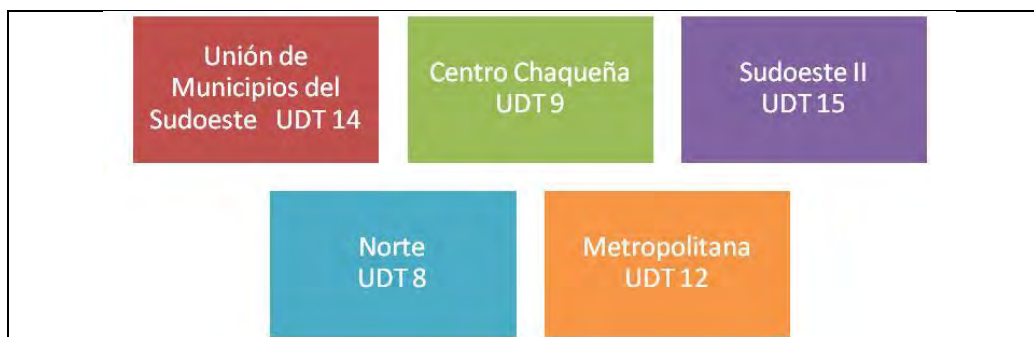 Unión de
Municipios del
Sudoeste UDT 14
Centro Chaqueña
UDT 9
Sudoeste II
UDT 15
Norte
UDT 8
Metropolitana
UDT 12